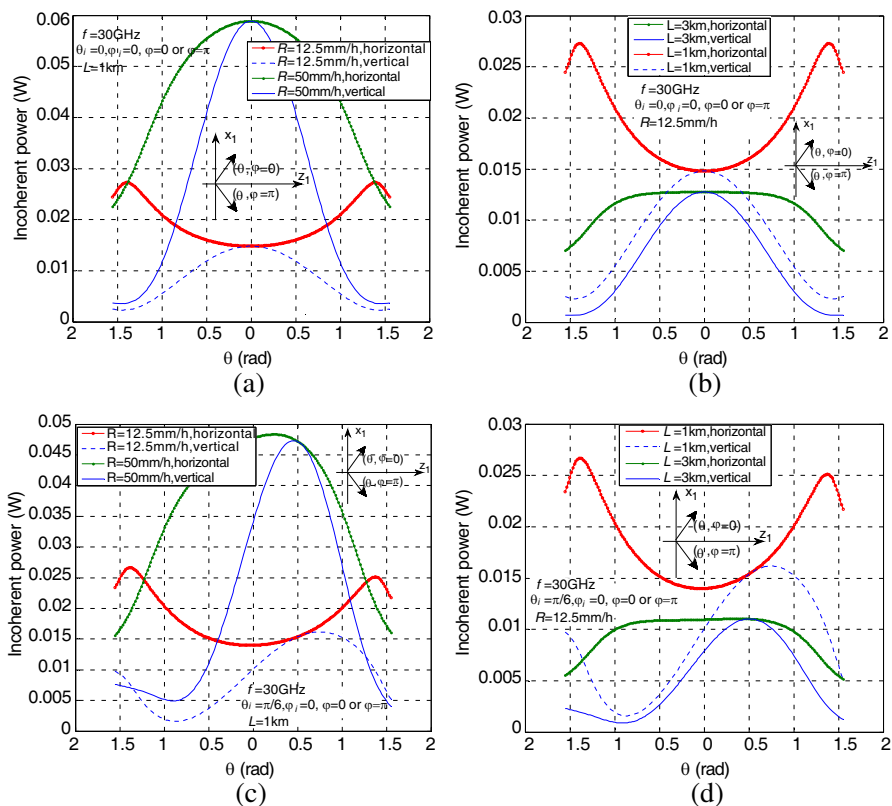 0.06
0.05
0.04
0.03
0.02
0.01
0
2 1.5 1 0.5 0 0.5 1 1.5 2
Incoherent power (W)
θ (rad)
f=30GHz
θi =0,φi=0, φ=0 or φ=π
L=1km
R=12.5mm/h,horizontal
R=12.5mm/h,vertical
R=50mm/h,horizontal
R=50mm/h,vertical
x1
(θ,φ=0)
z1
(θ,φ=π)
(a)
0.03
0.025
0.02
0.015
0.01
0.005
0
2 1.5 1 0.5 0 0.5 1 1.5 2
Incoherent power (W)
θ (rad)
L=3km,horizontal
L=3km,vertical
L=1km,horizontal
L=1km,vertical
f=30GHz
θi =0,φi=0, φ=0 or φ=π
R=12.5mm/h
x1
(θ,φ=0)
z1
(θ,φ=π)
(b)
0.05
0.045
0.04
0.035
0.03
0.025
0.02
0.015
0.01
0.005
0
2 1.5 1 0.5 0 0.5 1 1.5 2
Incoherent power (W)
θ (rad)
R=12.5mm/h,horizontal
R=12.5mm/h,vertical
R=50mm/h,horizontal
R=50mm/h,vertical
x1
(θ,φ=0)
z1
(θ,φ=π)
f=30GHz
θi =π/6,φi=0, φ=0 or φ=π
L=1km
(c)
0.03
0.025
0.02
0.015
0.01
0.005
0
2 1.5 1 0.5 0 0.5 1 1.5 2
Incoherent power (W)
θ (rad)
L=1km,horizontal
L=1km,vertical
L=3km,horizontal
L=3km,vertical
x1
(θ,φ=0)
z1
(θ,φ=π)
f=30GHz
θi =π/6,φi=0, φ=0 or φ=π
R=12.5mm/h
(d)